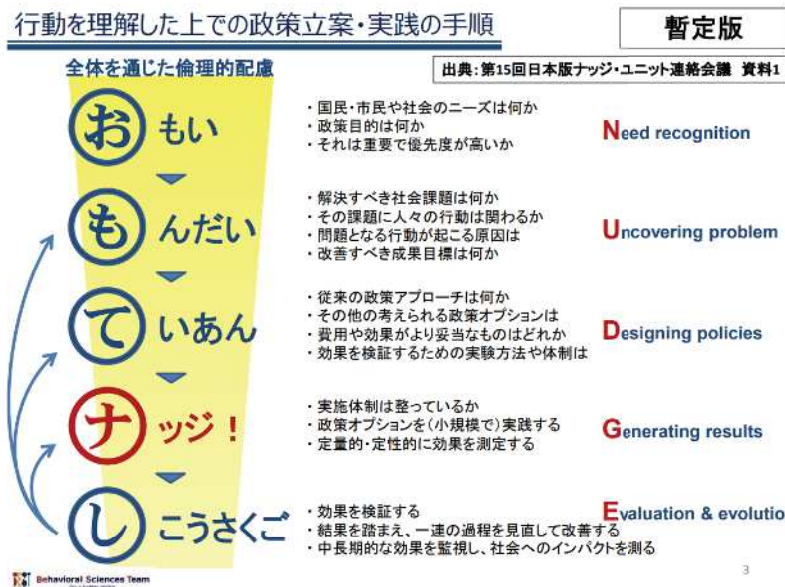 行動を理解した上での政策立案・実践の手順
暫定版
全体を通じた倫理的配慮
出典：第15回日本版ナッジ・ユニット連絡会議 資料1
おもい
・国民・市民や社会のニーズは何か
・政策目的は何か
・それは重要で優先度が高いか
Need recognition
もんだい
・解決すべき社会課題は何か
・その課題に人々の行動は関わるか
・問題となる行動が起こる原因は
・改善すべき成果目標は何か
Uncovering problem
ていあん
・従来の政策アプローチは何か
・その他の考えられる政策オプションは
・費用や効果がより妥当なものはどれか
・効果を検証するための実験方法や体制は
Designing policies
ナッジ！
・実施体制は整っているか
・政策オプションを(小規模で)実践する
・定量的・定性的に効果を測定する
Generating results
しこうさくご
・効果を検証する
・結果を踏まえ、一連の過程を見直して改善する
・中長期的な効果を監視し、社会へのインパクトを測る
Evaluation & evolutio
3
Behavioral Sciences Team